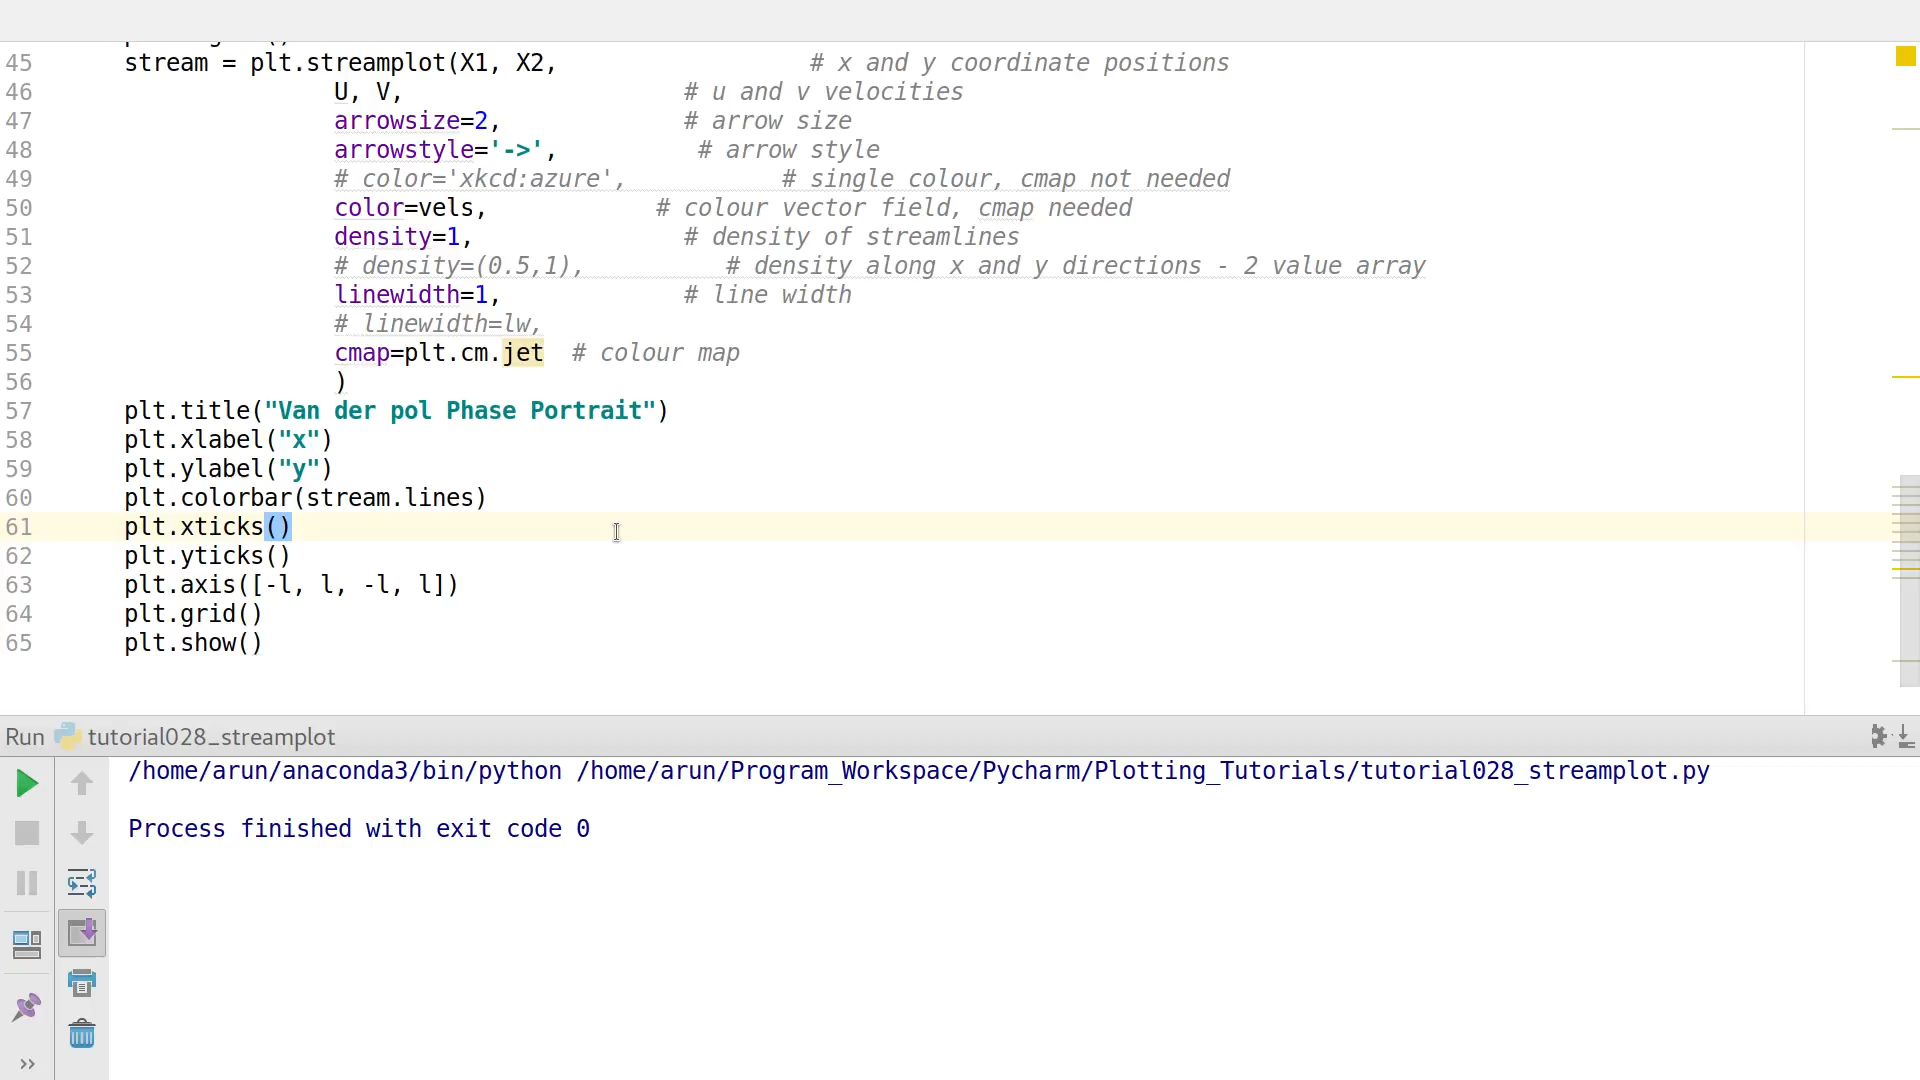 45 stream = plt.streamplot(X1, X2, # x and y coordinate positions
46 U, V, # u and v velocities
47 arrowsize=2, # arrow size
48 arrowstyle='->', # arrow style
49 # color='xkcd:azure', # single colour, cmap not needed
50 color=vels, # colour vector field, cmap needed
51 density=1, # density of streamlines
52 # density=(0.5,1), # density along x and y directions - 2 value array
53 linewidth=1, # line width
54 # linewidth=lw,
55 cmap=plt.cm.jet # colour map
56 )
57 plt.title("Van der pol Phase Portrait")
58 plt.xlabel("x")
59 plt.ylabel("y")
60 plt.colorbar(stream.lines)
61 plt.xticks()
62 plt.yticks()
63 plt.axis([-l, l, -l, l])
64 plt.grid()
65 plt.show()
Run tutorial028_streamplot
/home/arun/anaconda3/bin/python /home/arun/Program_Workspace/Pycharm/Plotting_Tutorials/tutorial028_streamplot.py
Process finished with exit code 0